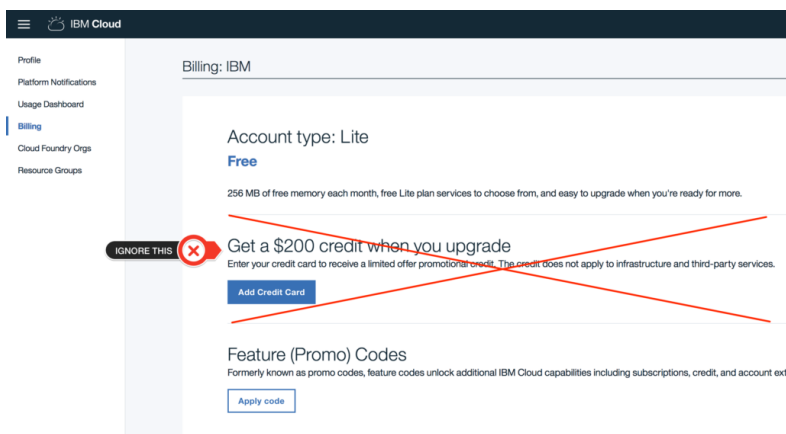 IBM Cloud
Profile
Platform Notifications
Usage Dashboard
Billing
Cloud Foundry Orgs
Resource Groups
Billing: IBM
Account type: Lite
Free
256 MB of free memory each month, free Lite plan services to choose from, and easy to upgrade when you're ready for more.
IGNORE THIS
Get a $200 credit when you upgrade
Enter your credit card to receive a limited offer promotional credit. The credit does not apply to infrastructure and third-party services.
Add Credit Card
Feature (Promo) Codes
Formerly known as promo codes, feature codes unlock additional IBM Cloud capabilities including subscriptions, credit, and account ext
Apply code